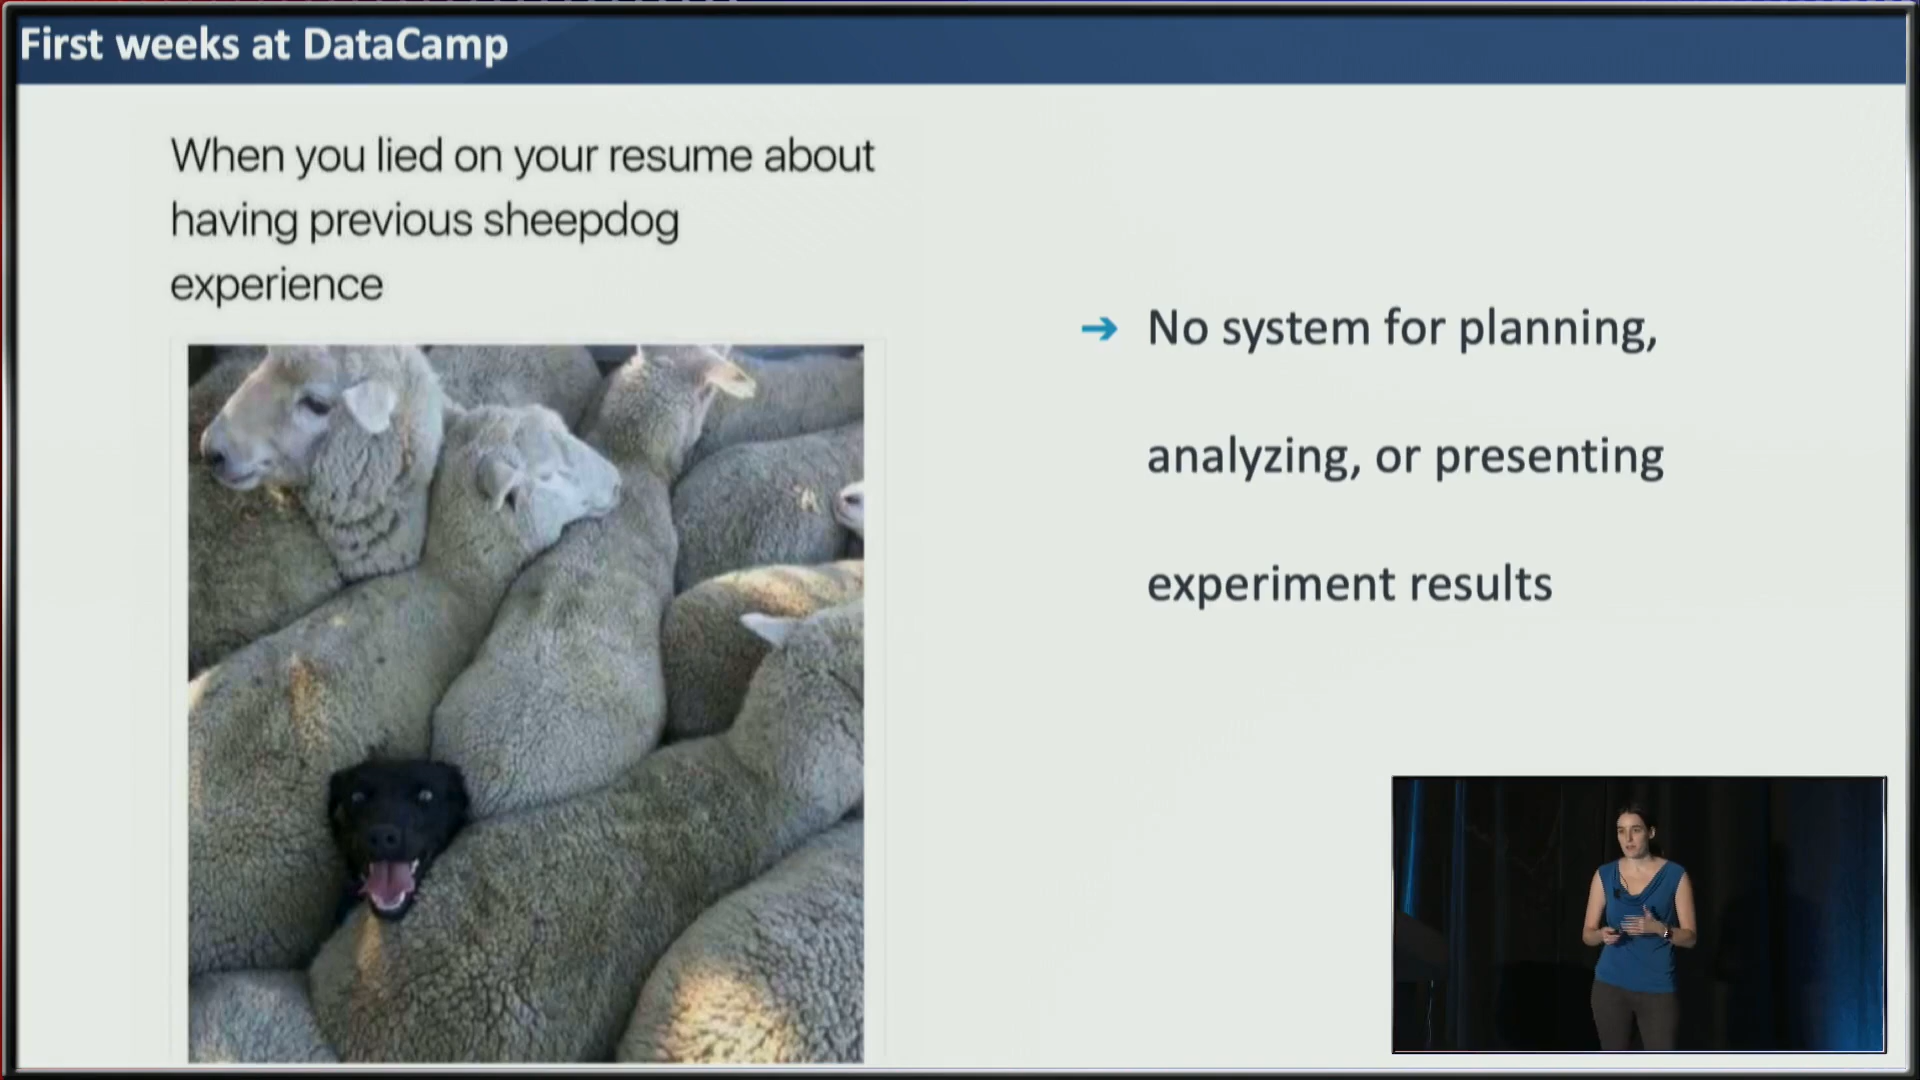 First weeks at DataCamp
When you lied on your resume about
having previous sheepdog
experience
➔ No system for planning,
analyzing, or presenting
experiment results